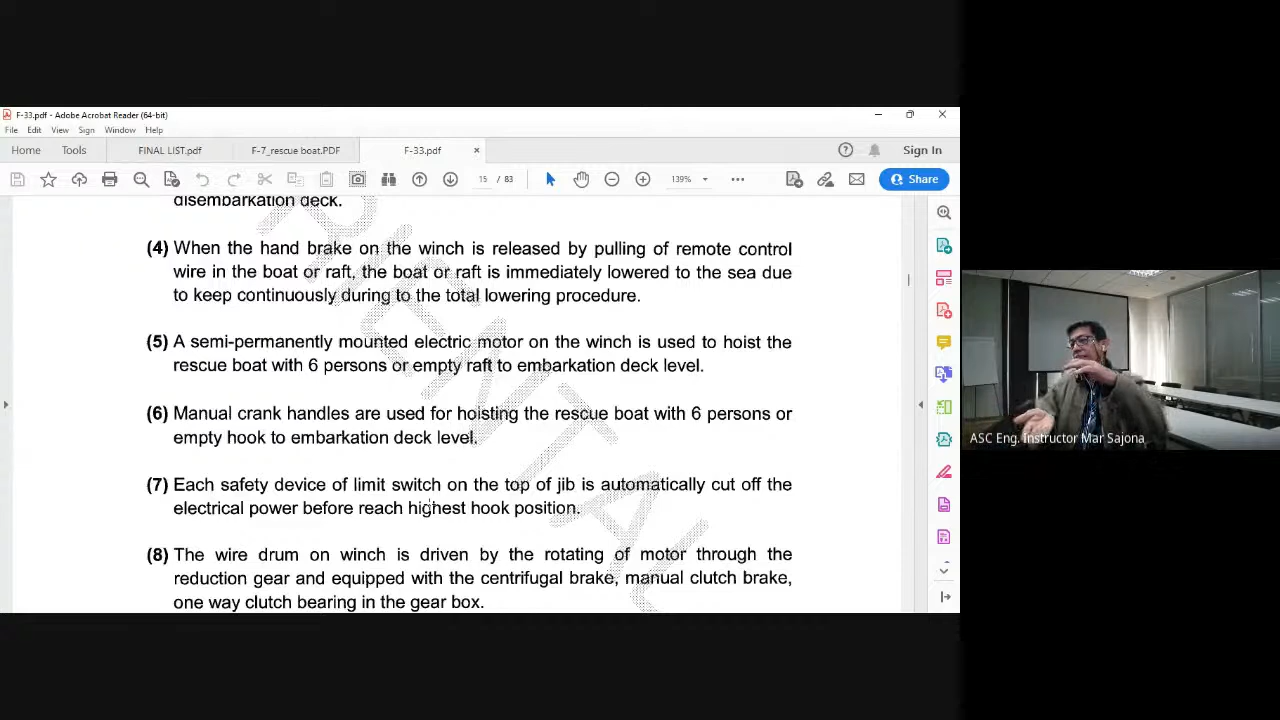 F-33.pdf - Adobe Acrobat Reader (64-bit)
File Edit View Sign Window Help
Home Tools FINAL LIST.pdf F-7_rescue boat.PDF F-33.pdf × Sign In
15 / 83 139% Share
disembarkation deck.
(4) When the hand brake on the winch is released by pulling of remote control
wire in the boat or raft, the boat or raft is immediately lowered to the sea due
to keep continuously during to the total lowering procedure.
(5) A semi-permanently mounted electric motor on the winch is used to hoist the
rescue boat with 6 persons or empty raft to embarkation deck level.
(6) Manual crank handles are used for hoisting the rescue boat with 6 persons or
empty hook to embarkation deck level.
(7) Each safety device of limit switch on the top of jib is automatically cut off the
electrical power before reach highest hook position.
(8) The wire drum on winch is driven by the rotating of motor through the
reduction gear and equipped with the centrifugal brake, manual clutch brake,
one way clutch bearing in the gear box.
ASC Eng. Instructor Mar Sajona